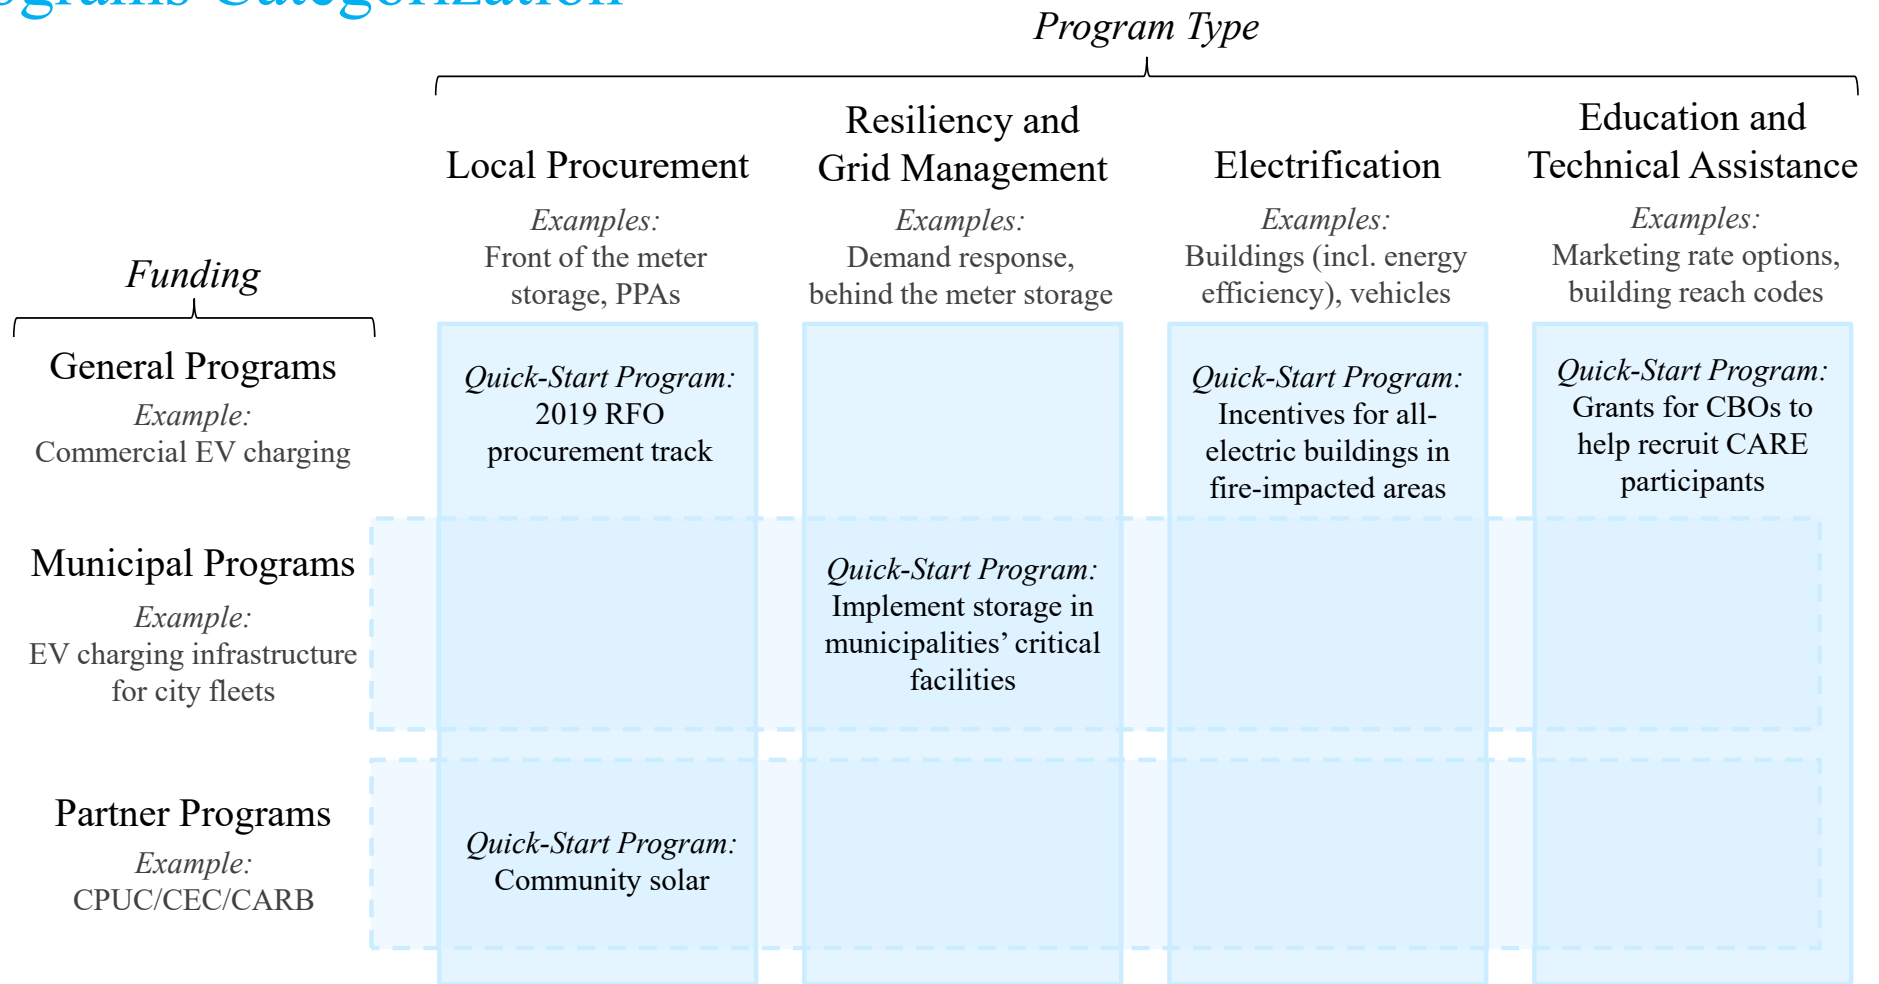 Categorization
Program Type
Local Procurement
Examples:
Front of the meter
storage, PPAs
Resiliency and
Grid Management
Examples:
Demand response,
behind the meter storage
Electrification
Examples:
Buildings (incl. energy
efficiency), vehicles
Education and
Technical Assistance
Examples:
Marketing rate options,
building reach codes
Funding
General Programs
Example:
Commercial EV charging
Quick-Start Program:
2019 RFO
procurement track
Quick-Start Program:
Incentives for all-
electric buildings in
fire-impacted areas
Quick-Start Program:
Grants for CBOs to
help recruit CARE
participants
Municipal Programs
Example:
EV charging infrastructure
for city fleets
Quick-Start Program:
Implement storage in
municipalities’ critical
facilities
Partner Programs
Example:
CPUC/CEC/CARB
Quick-Start Program:
Community solar